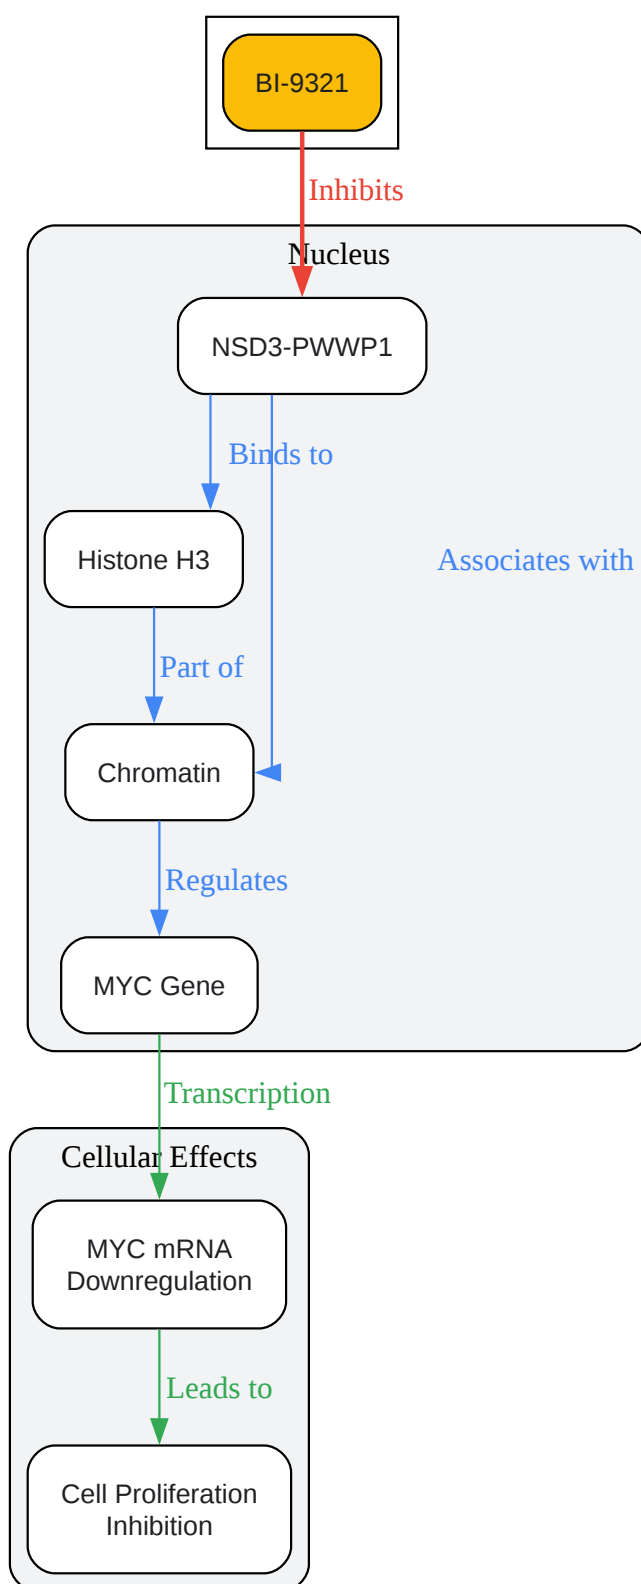 BI-9321
Inhibits
Nucleus
NSD3-PWWP1
Binds to
Histone H3
Associates with
Part of
Chromatin
Regulates
MYC Gene
Transcription
Cellular Effects
MYC mRNA
Downregulation
Leads to
Cell Proliferation
Inhibition